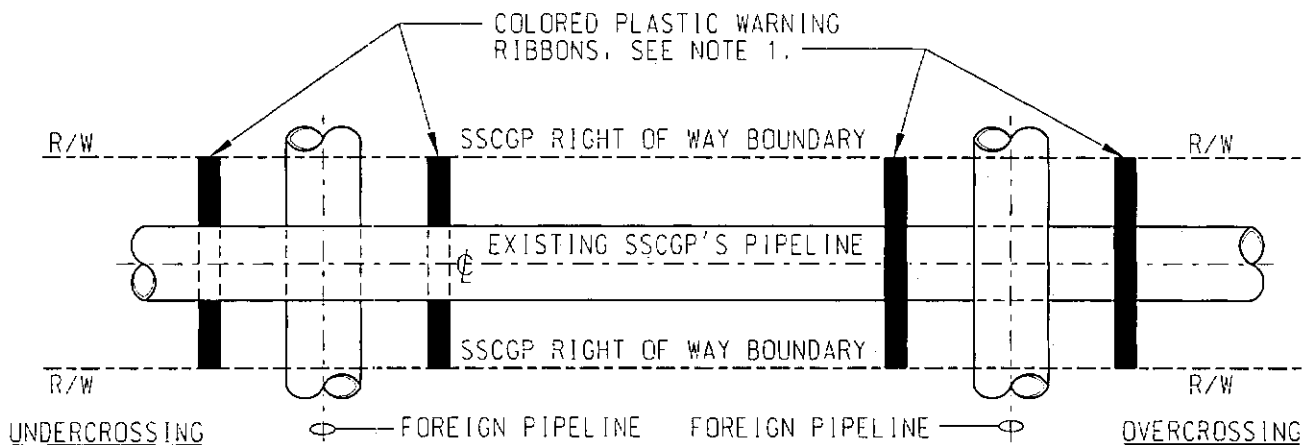 COLORED PLASTIC WARNING
RIBBONS, SEE NOTE 1.
R/W
SSCGP RIGHT OF WAY BOUNDARY
R/W
EXISTING SSCGP'S PIPELINE
℄
SSCGP RIGHT OF WAY BOUNDARY
R/W
R/W
UNDERCROSSING
FOREIGN PIPELINE
FOREIGN PIPELINE
OVERCROSSING